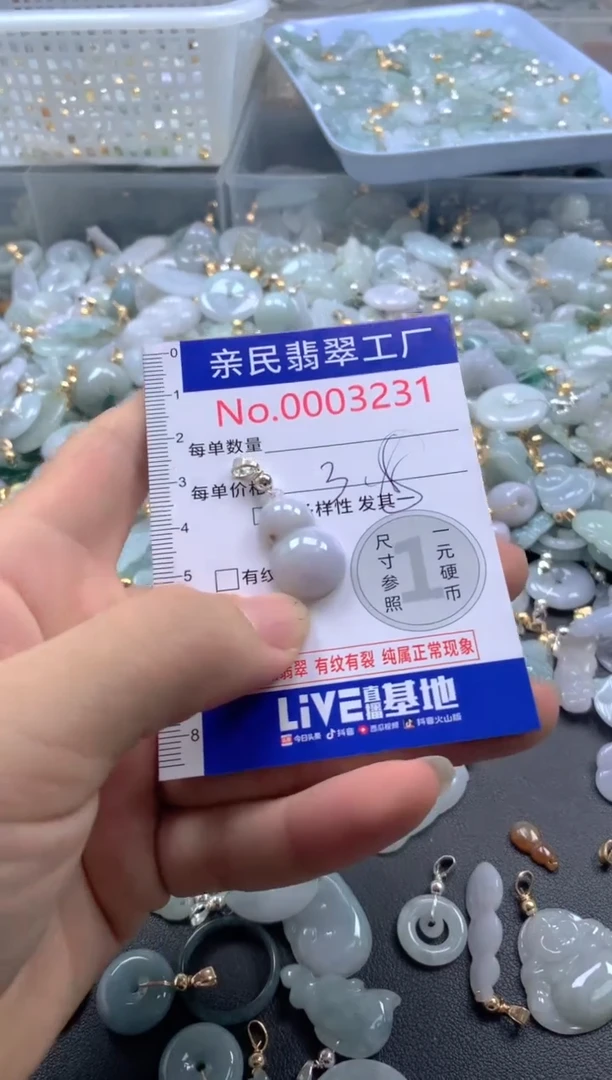 亲民翡翠工厂
No.0003231
每单数量
每单价格 38
样性 发其一
有纹
尺寸参照
1
一元硬币
翡翠 有纹有裂 纯属正常现象
LiVE直播基地
今日头条 抖音 西瓜视频 抖音火山版
0
1
2
3
4
5
8